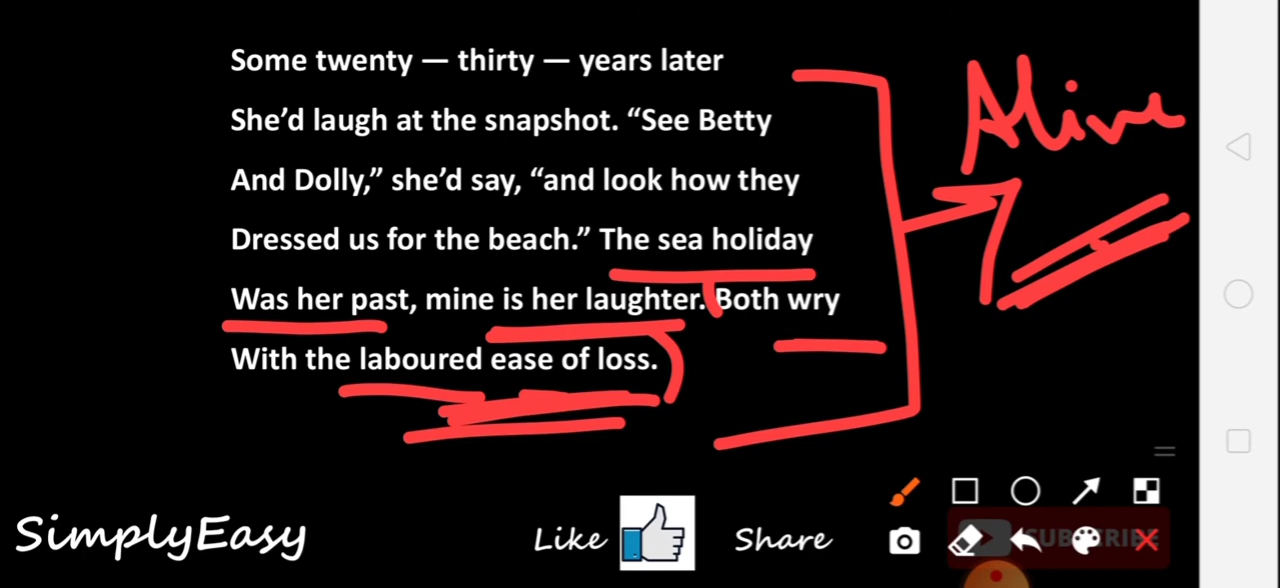 Some twenty — thirty — years later
She’d laugh at the snapshot. “See Betty
And Dolly,” she’d say, “and look how they
Dressed us for the beach.” The sea holiday
Was her past, mine is her laughter. Both wry
With the laboured ease of loss.
Alive
SimplyEasy
Like
Share
SUBSCRIBE